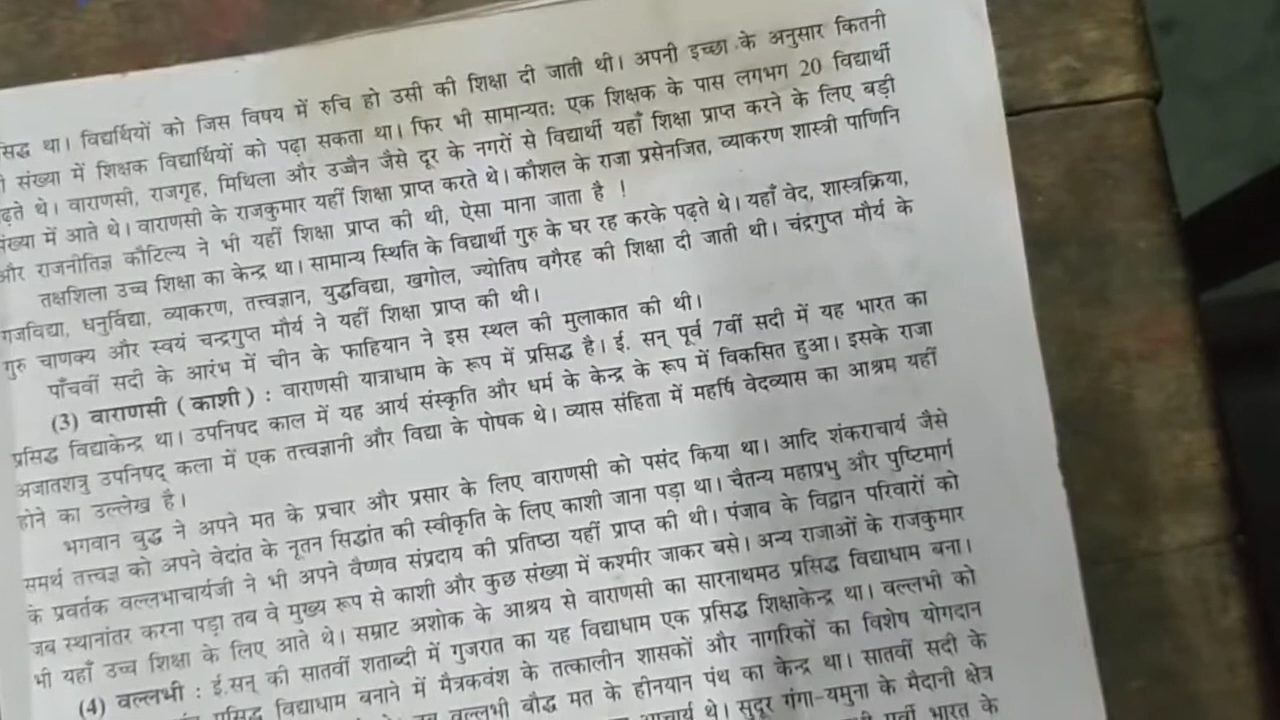 सिद्ध था। विद्यार्थियों को जिस विषय में रुचि हो उसी की शिक्षा दी जाती थी। अपनी इच्छा के अनुसार कितनी
संख्या में शिक्षक विद्यार्थियों को पढ़ा सकता था। फिर भी सामान्यतः एक शिक्षक के पास लगभग 20 विद्यार्थी
ढ़ते थे। वाराणसी, राजगृह, मिथिला और उज्जैन जैसे दूर के नगरों से विद्यार्थी यहाँ शिक्षा प्राप्त करने के लिए बड़ी
संख्या में आते थे। वाराणसी के राजकुमार यहीं शिक्षा प्राप्त करते थे। कौशल के राजा प्रसेनजित, व्याकरण शास्त्री पाणिनि
और राजनीतिज्ञ कौटिल्य ने भी यहीं शिक्षा प्राप्त की थी, ऐसा माना जाता है !
तक्षशिला उच्च शिक्षा का केन्द्र था। सामान्य स्थिति के विद्यार्थी गुरु के घर रह करके पढ़ते थे। यहाँ वेद, शास्त्रक्रिया,
गजविद्या, धनुर्विद्या, व्याकरण, तत्त्वज्ञान, युद्धविद्या, खगोल, ज्योतिष वगैरह की शिक्षा दी जाती थी। चंद्रगुप्त मौर्य के
गुरु चाणक्य और स्वयं चन्द्रगुप्त मौर्य ने यहीं शिक्षा प्राप्त की थी।
पाँचवीं सदी के आरंभ में चीन के फाहियान ने इस स्थल की मुलाकात की थी।
(3) वाराणसी ( काशी ) : वाराणसी यात्राधाम के रूप में प्रसिद्ध है। ई. सन् पूर्व 7वीं सदी में यह भारत का
प्रसिद्ध विद्याकेन्द्र था। उपनिषद काल में यह आर्य संस्कृति और धर्म के केन्द्र के रूप में विकसित हुआ। इसके राजा
अजातशत्रु उपनिषद् कला में एक तत्त्वज्ञानी और विद्या के पोषक थे। व्यास संहिता में महर्षि वेदव्यास का आश्रम यहीं
होने का उल्लेख है।
भगवान बुद्ध ने अपने मत के प्रचार और प्रसार के लिए वाराणसी को पसंद किया था। आदि शंकराचार्य जैसे
समर्थ तत्त्वज्ञ को अपने वेदांत के नूतन सिद्धांत की स्वीकृति के लिए काशी जाना पड़ा था। चैतन्य महाप्रभु और पुष्टिमार्ग
के प्रवर्तक वल्लभाचार्यजी ने भी अपने वैष्णव संप्रदाय की प्रतिष्ठा यहीं प्राप्त की थी। पंजाब के विद्वान परिवारों को
जब स्थानांतर करना पड़ा तब वे मुख्य रूप से काशी और कुछ संख्या में कश्मीर जाकर बसे। अन्य राजाओं के राजकुमार
भी यहाँ उच्च शिक्षा के लिए आते थे। सम्राट अशोक के आश्रय से वाराणसी का सारनाथमठ प्रसिद्ध विद्याधाम बना।
(4) वल्लभी : ई.सन् की सातवीं शताब्दी में गुजरात का यह विद्याधाम एक प्रसिद्ध शिक्षाकेन्द्र था। वल्लभी को
प्रसिद्ध विद्याधाम बनाने में मैत्रकवंश के तत्कालीन शासकों और नागरिकों का विशेष योगदान
वल्लभी बौद्ध मत के हीनयान पंथ का केन्द्र था। सातवीं सदी के
आचार्य थे। सुदूर गंगा-यमुना के मैदानी क्षेत्र
पूर्वी भारत के